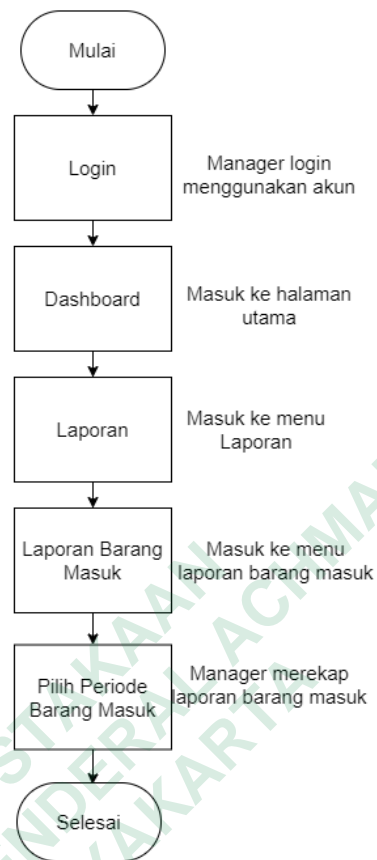 Mulai
Login
Manager login
menggunakan akun
Dashboard
Masuk ke halaman
utama
Laporan
Masuk ke menu
Laporan
Laporan Barang
Masuk
Masuk ke menu
laporan barang masuk
Pilih Periode
Barang Masuk
Manager merekap
laporan barang masuk
Selesai